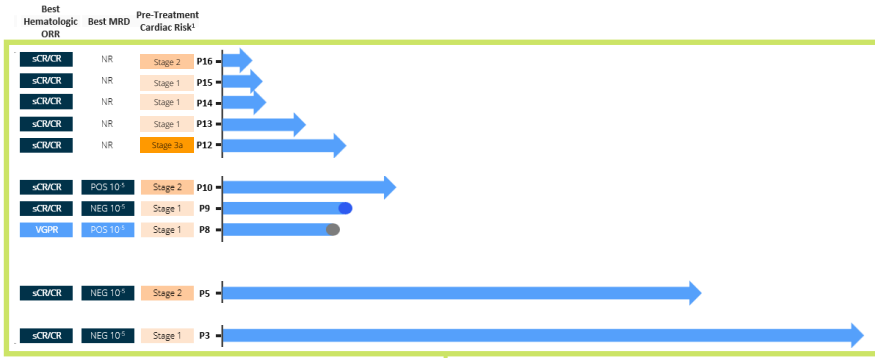 Best Hematologic ORR Best MRD Pre-Treatment Cardiac Risk¹
sCR/CR NR Stage 2 P16
sCR/CR NR Stage 1 P15
sCR/CR NR Stage 1 P14
sCR/CR NR Stage 1 P13
sCR/CR NR Stage 3a P12
sCR/CR POS 10⁻⁵ Stage 2 P10
sCR/CR NEG 10⁻⁵ Stage 1 P9
VGPR POS 10⁻⁵ Stage 1 P8
sCR/CR NEG 10⁻⁵ Stage 2 P5
sCR/CR NEG 10⁻⁵ Stage 1 P3